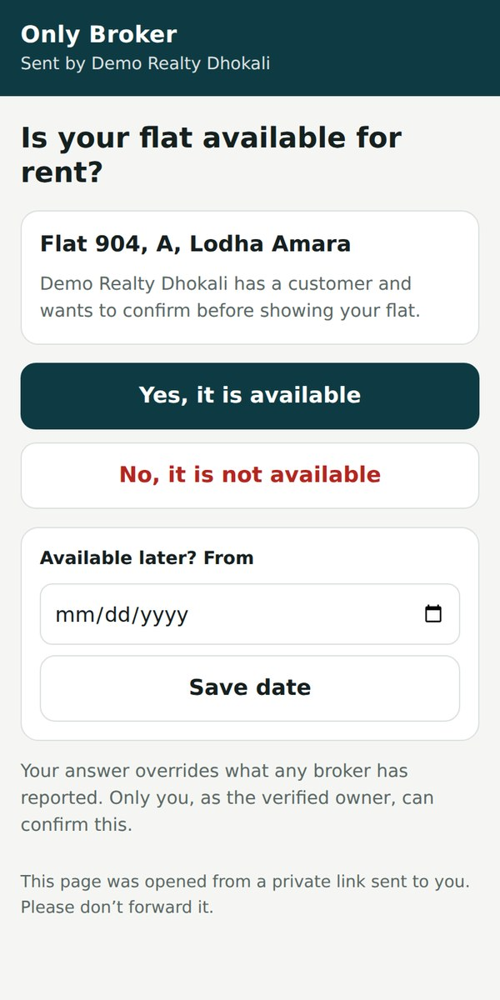 Only Broker
Sent by Demo Realty Dhokali
Is your flat available for
rent?
Flat 904, A, Lodha Amara
Demo Realty Dhokali has a customer and
wants to confirm before showing your flat.
Yes, it is available
No, it is not available
Available later? From
mm/dd/yyyy
Save date
Your answer overrides what any broker has
reported. Only you, as the verified owner, can
confirm this.
This page was opened from a private link sent to you.
Please don’t forward it.